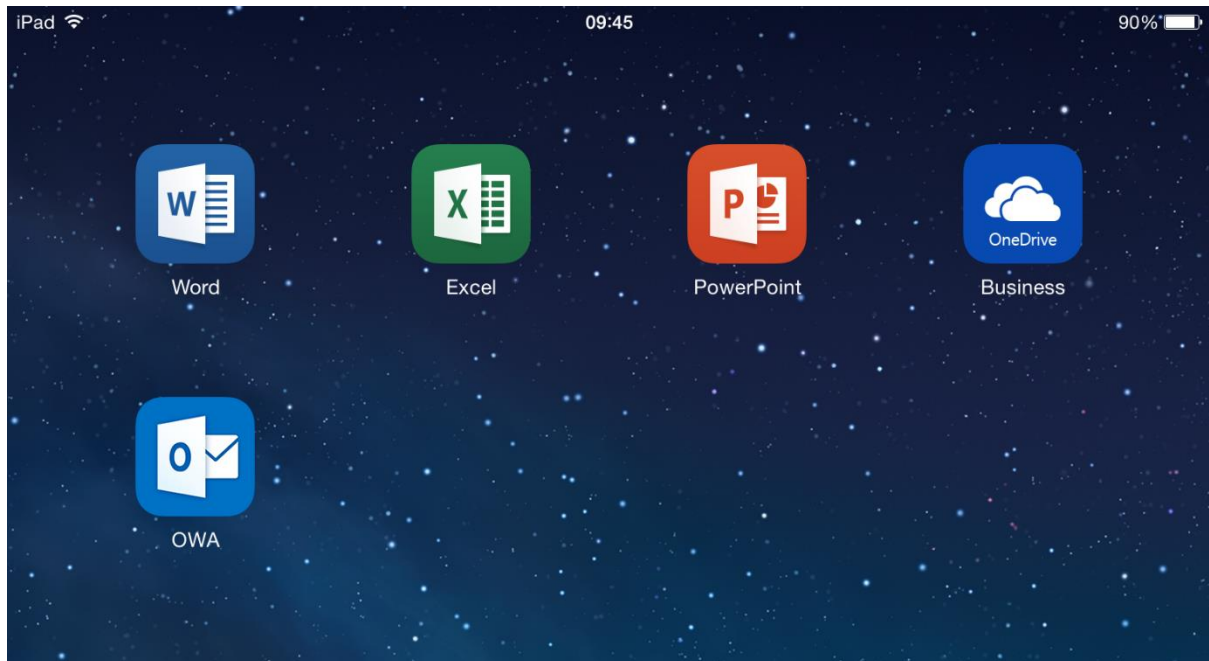 iPad 09:45 90%
W X P OneDrive
Word Excel PowerPoint Business
O
OWA